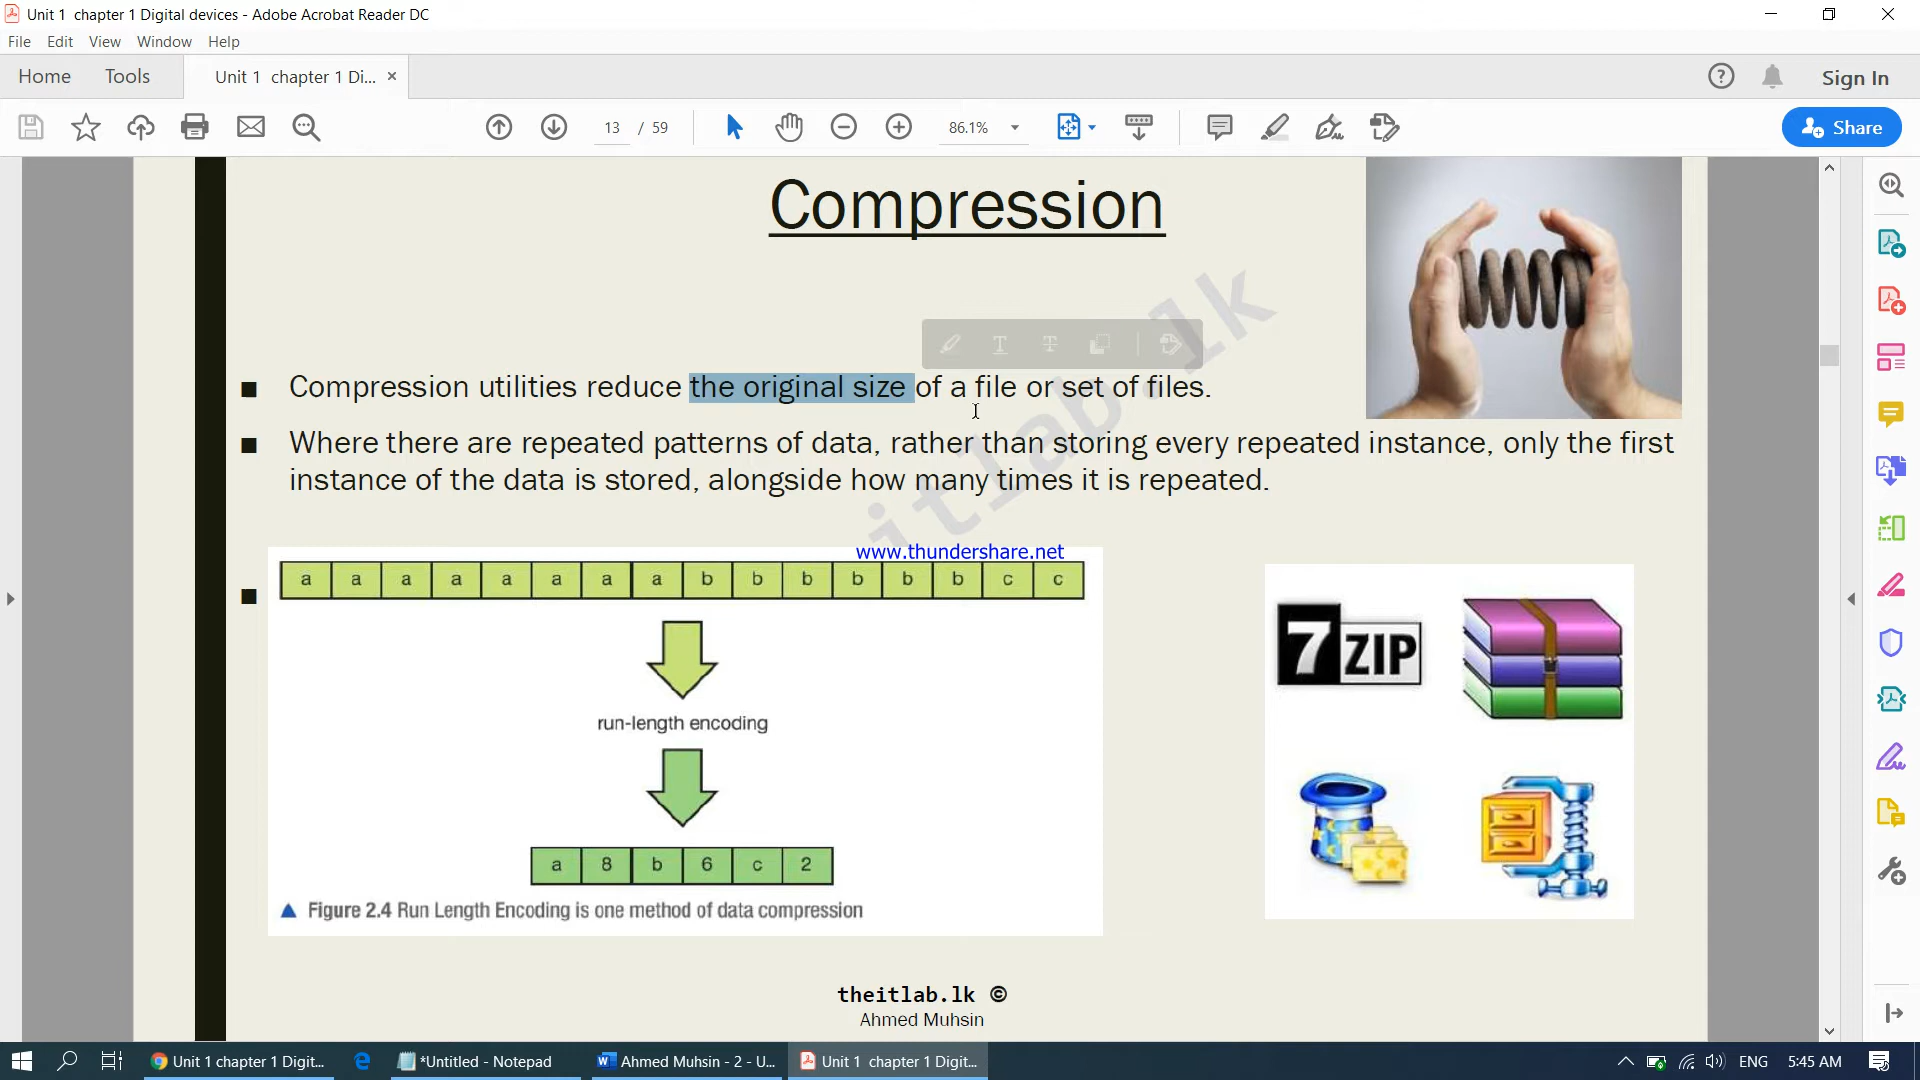 Unit 1  chapter 1 Digital devices - Adobe Acrobat Reader DC
File Edit View Window Help
Home Tools Unit 1  chapter 1 Di... × Sign In
13 / 59 86.1% Share
Compression
itlab.lk
■ Compression utilities reduce the original size of a file or set of files.
■ Where there are repeated patterns of data, rather than storing every repeated instance, only the first
instance of the data is stored, alongside how many times it is repeated.
www.thundershare.net
a a a a a a a a b b b b b b c c
run-length encoding
a 8 b 6 c 2
▲ Figure 2.4 Run Length Encoding is one method of data compression
7 ZIP
theitlab.lk ©
Ahmed Muhsin
Unit 1 chapter 1 Digit... *Untitled - Notepad Ahmed Muhsin - 2 - U... Unit 1  chapter 1 Digit... ENG 5:45 AM